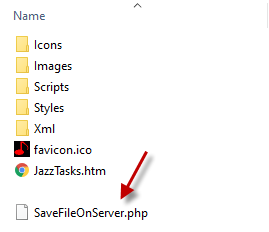 Name
Icons
Images
Scripts
Styles
Xml
favicon.ico
JazzTasks.htm
SaveFileOnServer.php